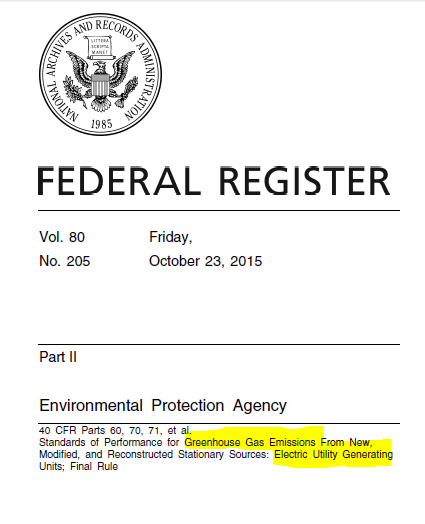 NATIONAL ARCHIVES AND RECORDS ADMINISTRATION
LITTERA
SCRIPTA
MANET
1985
FEDERAL REGISTER
Vol. 80 Friday,
No. 205 October 23, 2015
Part II
Environmental Protection Agency
40 CFR Parts 60, 70, 71, et al.
Standards of Performance for Greenhouse Gas Emissions From New,
Modified, and Reconstructed Stationary Sources: Electric Utility Generating
Units; Final Rule